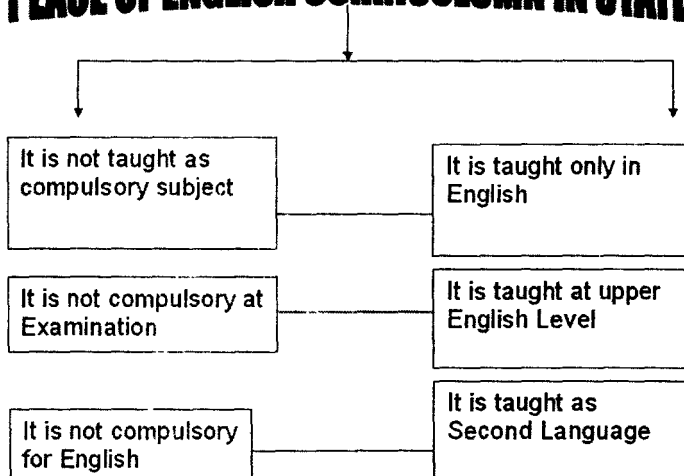 PLACE OF ENGLISH IN STATE
It is not taught as
compulsory subject
It is taught only in
English
It is not compulsory at
Examination
It is taught at upper
English Level
It is not compulsory
for English
It is taught as
Second Language